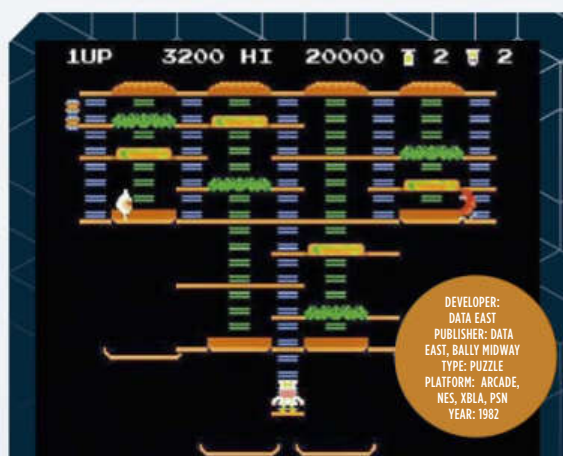 1UP 3200 HI 20000 2 2
DEVELOPER:
DATA EAST
PUBLISHER: DATA
EAST, BALLY MIDWAY
TYPE: PUZZLE
PLATFORM: ARCADE,
NES, XBLA, PSN
YEAR: 1982